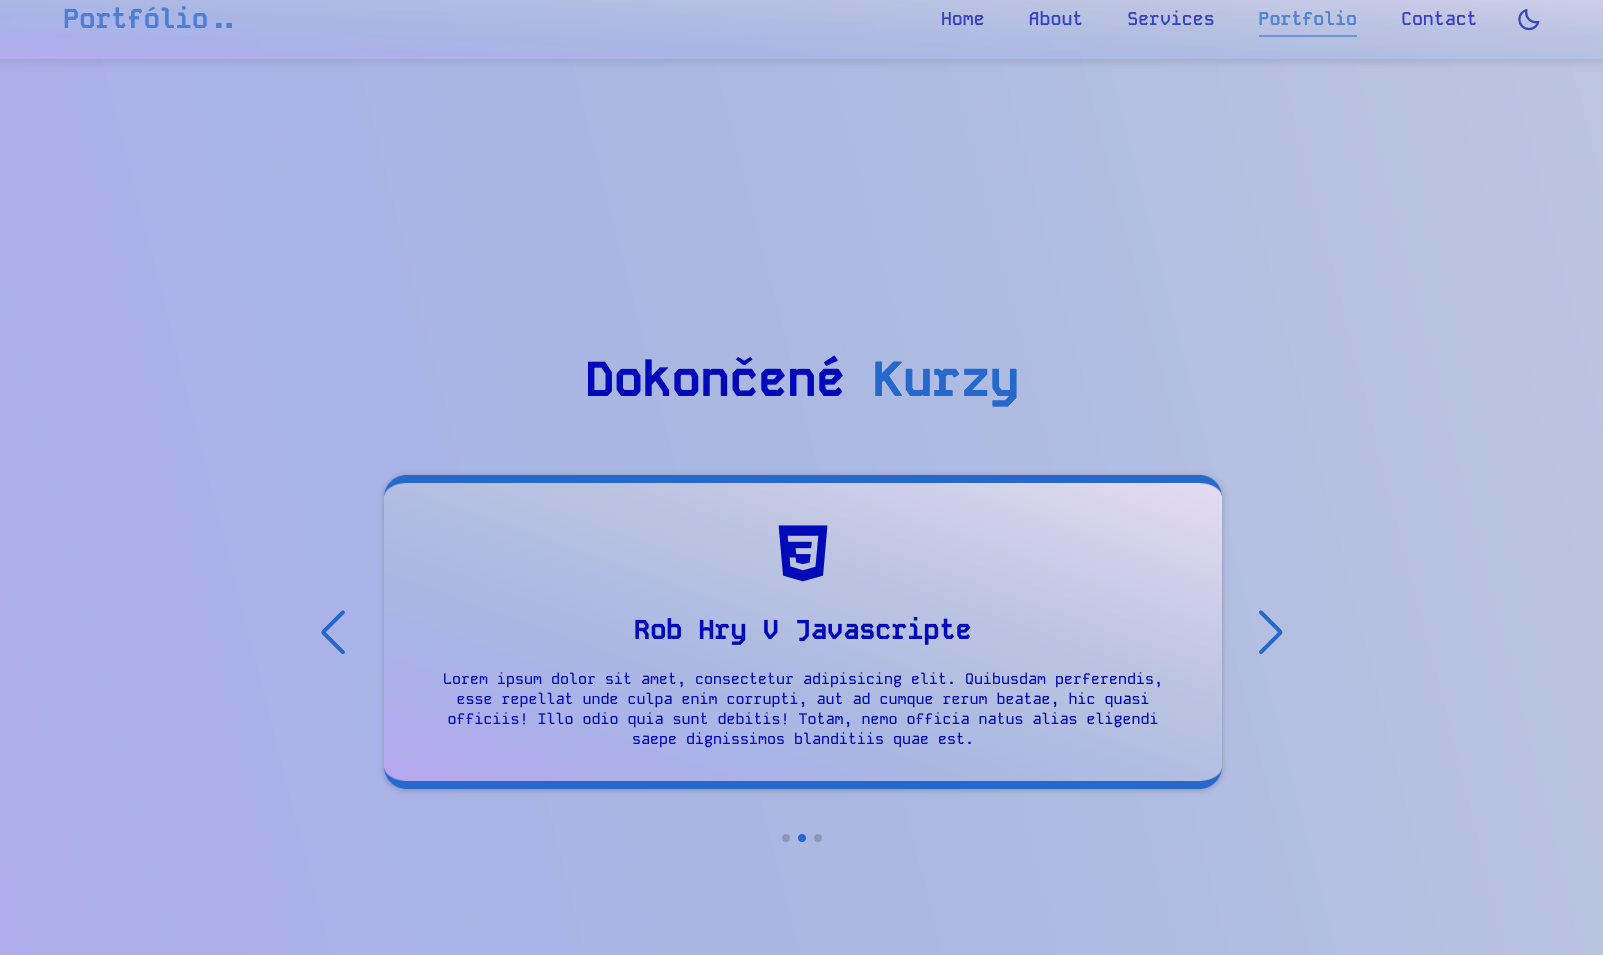 Portfólio..
Home About Services Portfolio Contact
Dokončené Kurzy
Rob Hry V Javascripte
Lorem ipsum dolor sit amet, consectetur adipisicing elit. Quibusdam perferendis,
esse repellat unde culpa enim corrupti, aut ad cumque rerum beatae, hic quasi
officiis! Illo odio quia sunt debitis! Totam, nemo officia natus alias eligendi
saepe dignissimos blanditiis quae est.